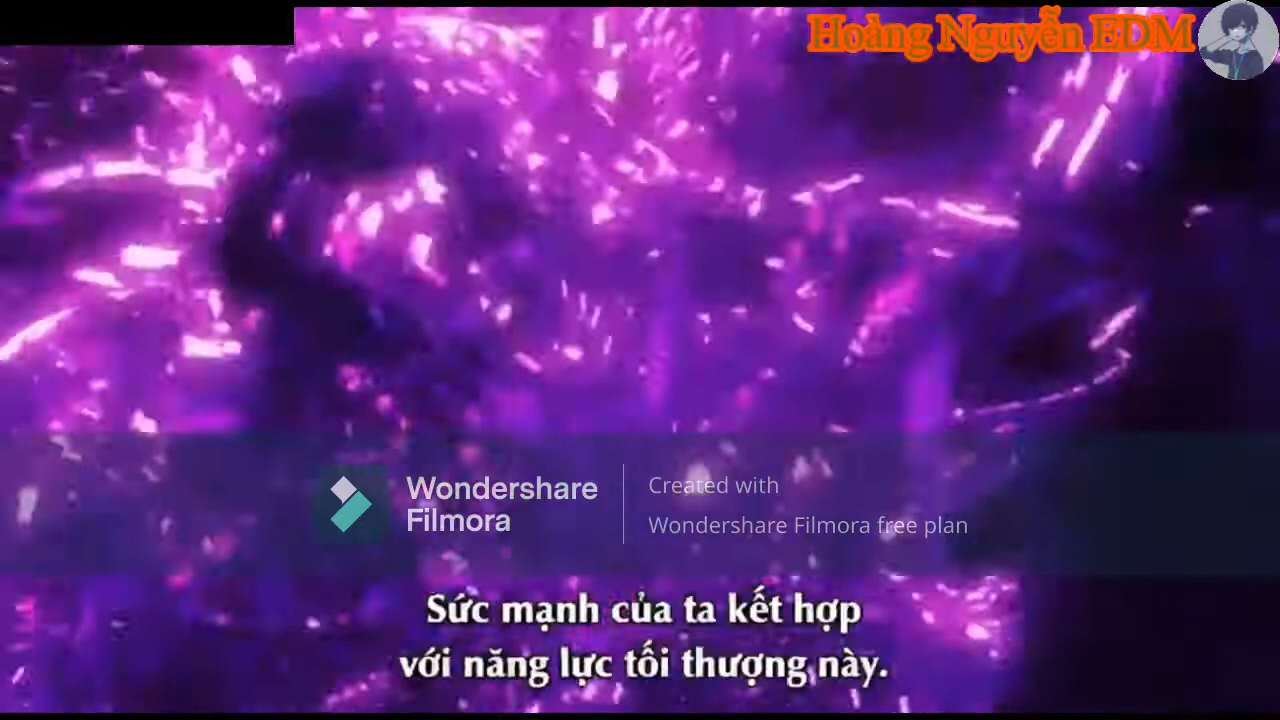 Hoàng Nguyễn EDM
Wondershare
Filmora
Created with
Wondershare Filmora free plan
Sức mạnh của ta kết hợp
với năng lực tối thượng này.